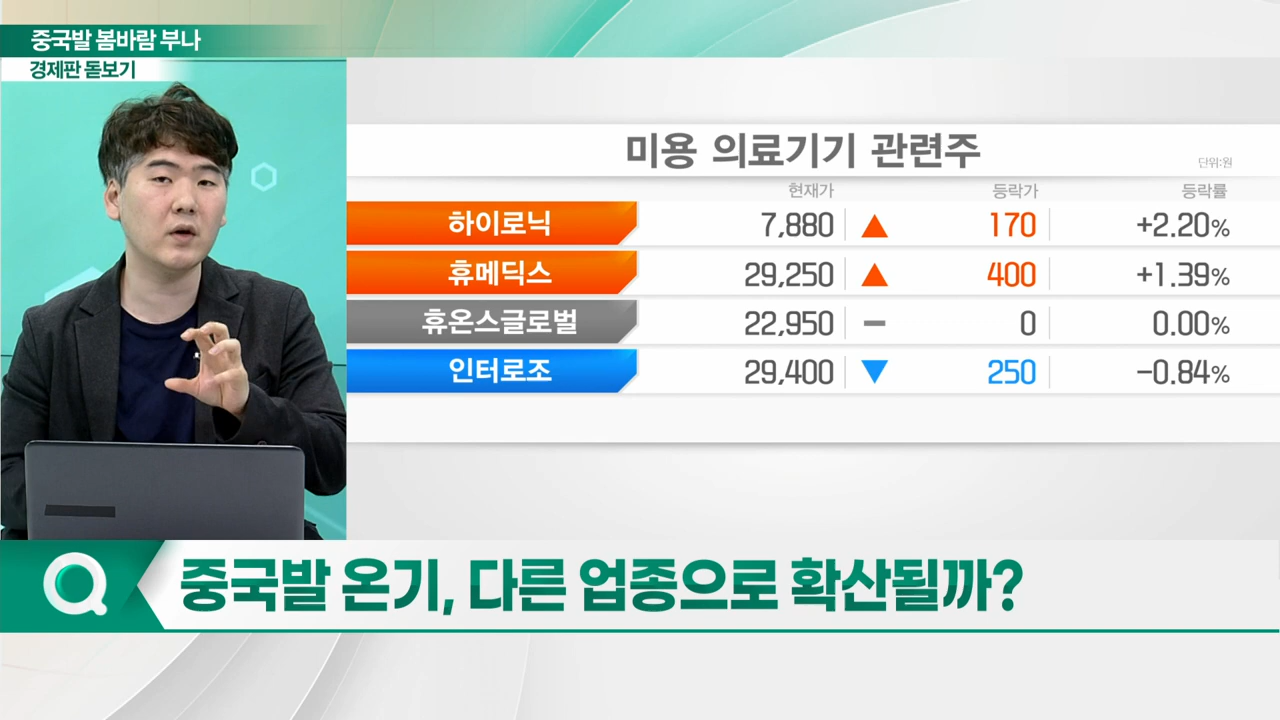 중국발 봄바람 부나
경제판 돋보기
미용 의료기기 관련주
단위:원
현재가 등락가 등락률
하이로닉 7,880 ▲ 170 +2.20%
휴메딕스 29,250 ▲ 400 +1.39%
휴온스글로벌 22,950 － 0 0.00%
인터로조 29,400 ▼ 250 -0.84%
중국발 온기, 다른 업종으로 확산될까?